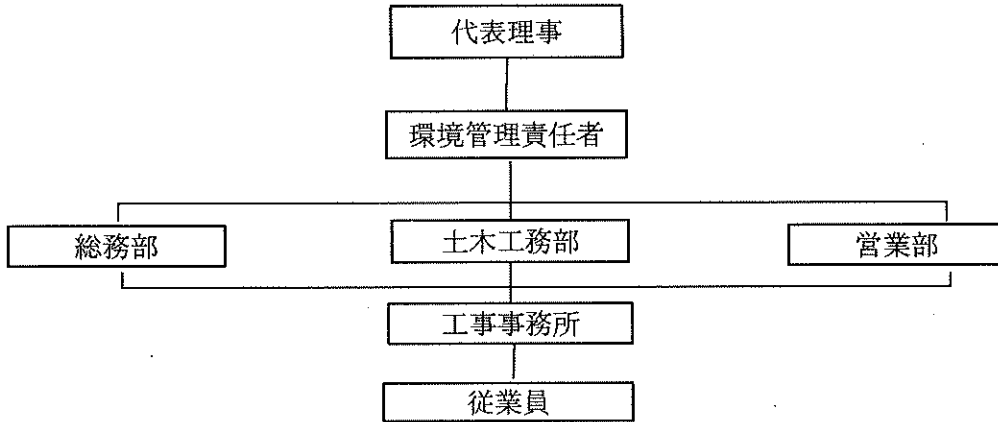 代表理事
環境管理責任者
総務部
土木工務部
営業部
工事事務所
従業員